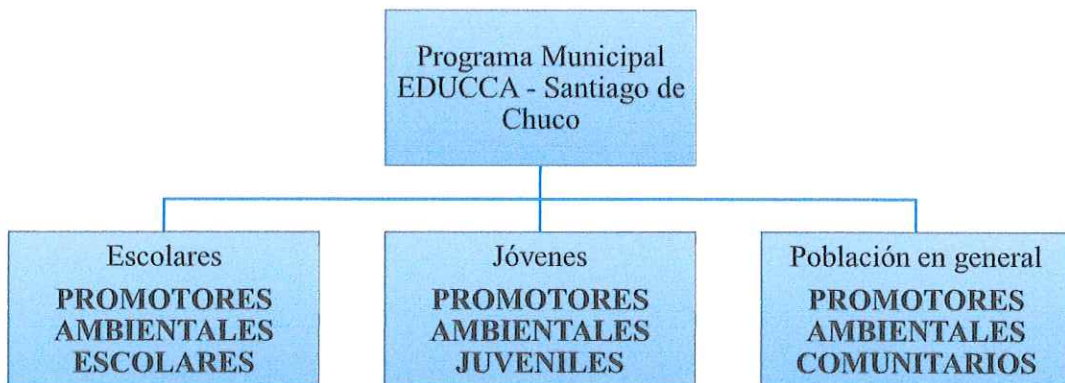 Programa Municipal
EDUCCA - Santiago de
Chuco
Escolares
PROMOTORES
AMBIENTALES
ESCOLARES
Jóvenes
PROMOTORES
AMBIENTALES
JUVENILES
Población en general
PROMOTORES
AMBIENTALES
COMUNITARIOS